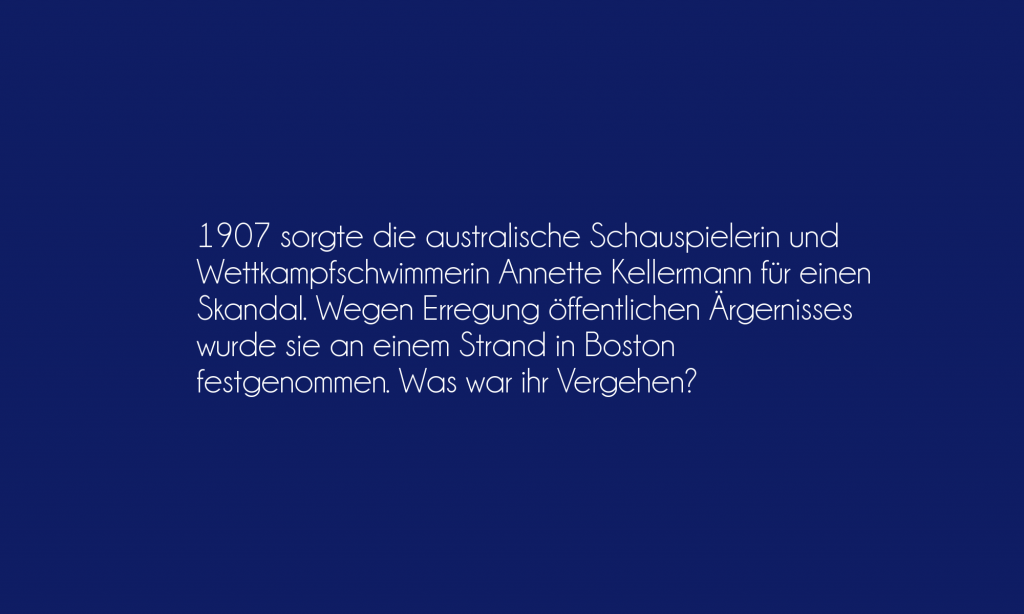 1907 sorgte die australische Schauspielerin und
Wettkampfschwimmerin Annette Kellermann für einen
Skandal. Wegen Erregung öffentlichen Ärgernisses
wurde sie an einem Strand in Boston
festgenommen. Was war ihr Vergehen?